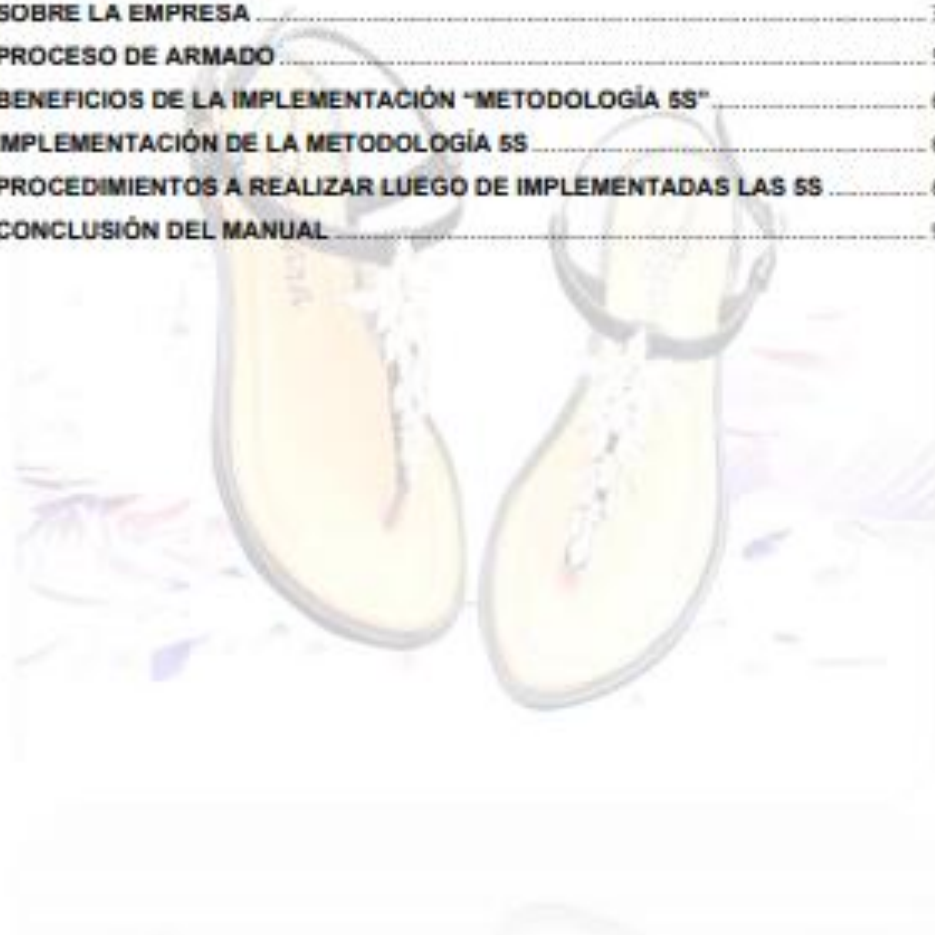 SOBRE LA EMPRESA
PROCESO DE ARMADO
BENEFICIOS DE LA IMPLEMENTACIÓN “METODOLOGÍA 5S”
IMPLEMENTACIÓN DE LA METODOLOGÍA 5S
PROCEDIMIENTOS A REALIZAR LUEGO DE IMPLEMENTADAS LAS 5S
CONCLUSIÓN DEL MANUAL